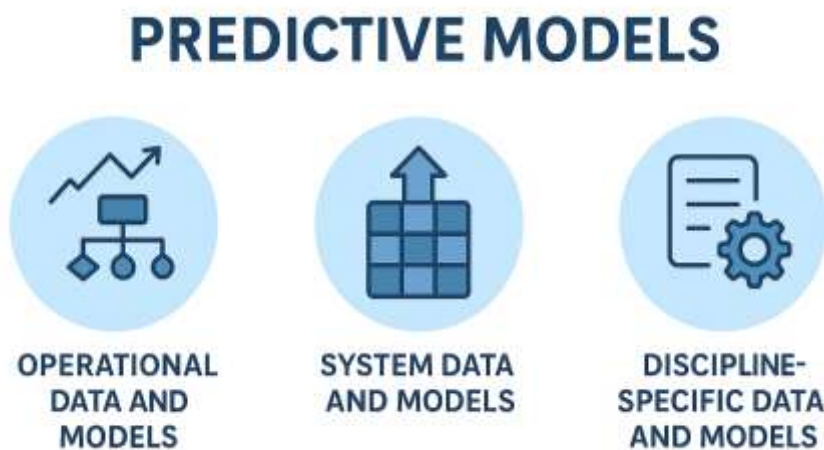 PREDICTIVE MODELS
OPERATIONAL
DATA AND
MODELS
SYSTEM DATA
AND MODELS
DISCIPLINE-
SPECIFIC DATA
AND MODELS